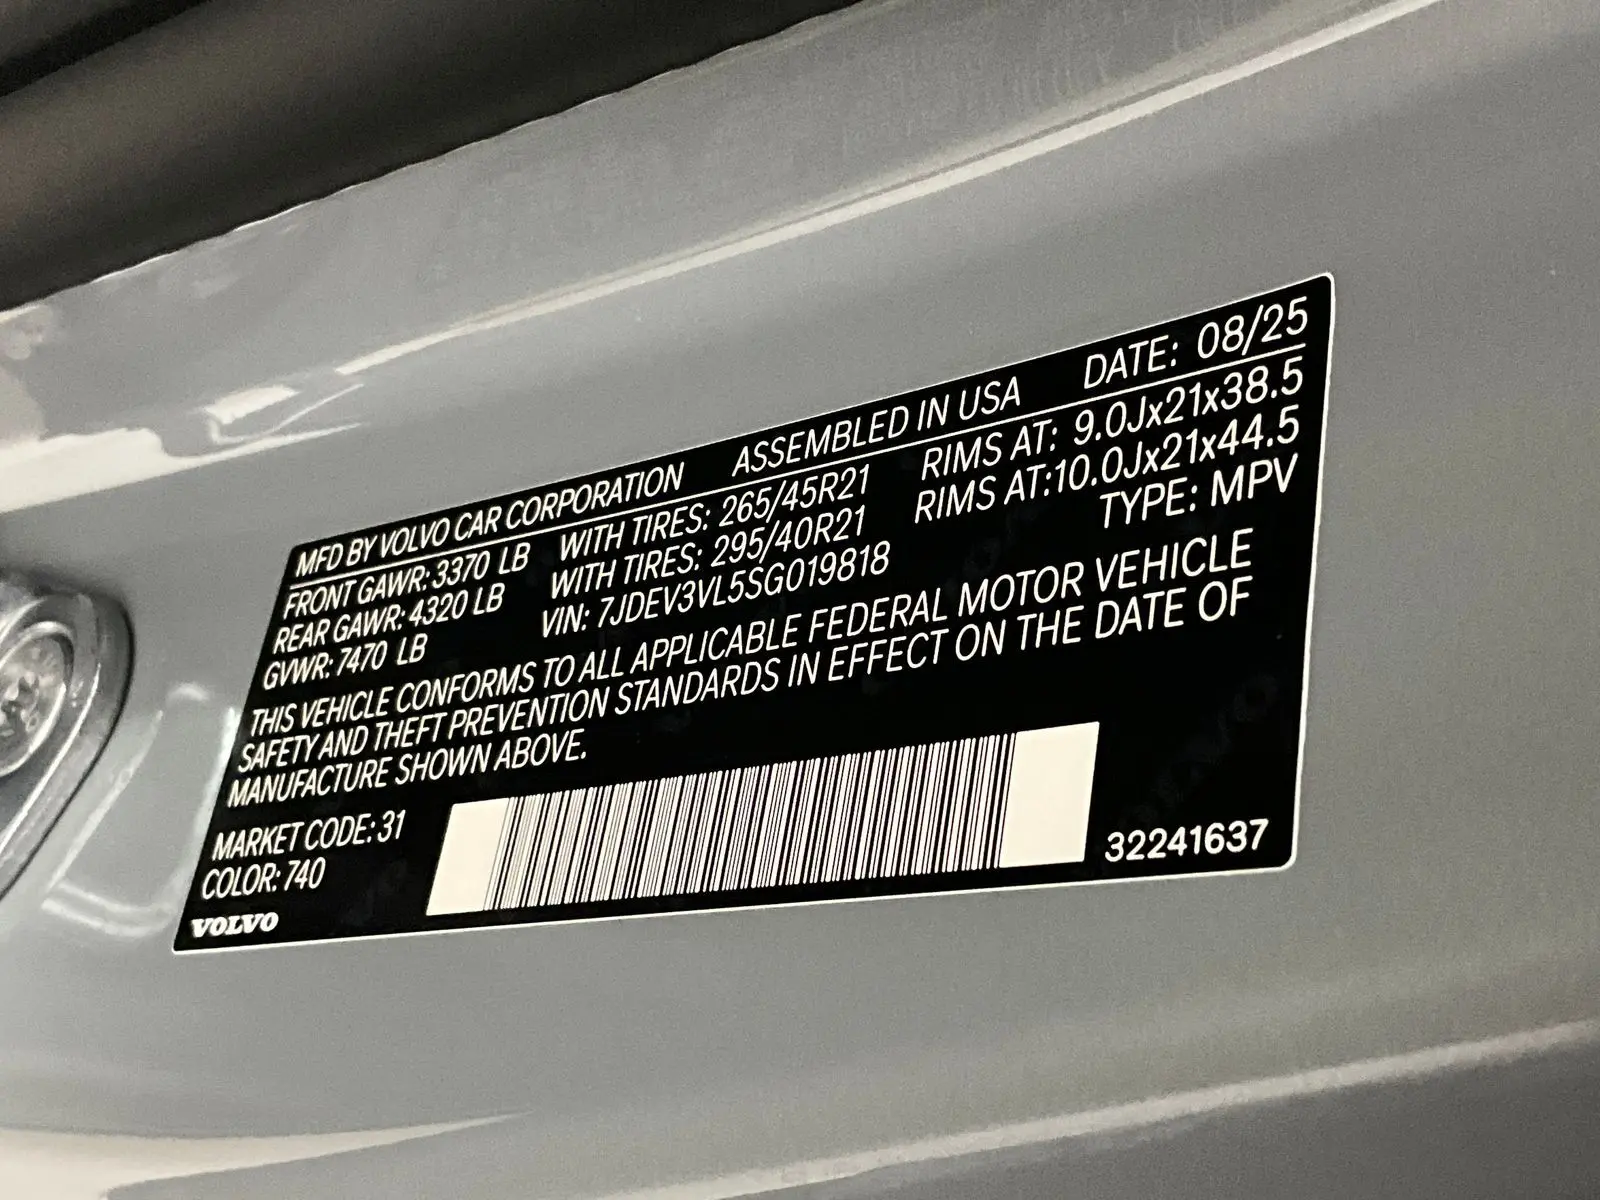 MFD BY VOLVO CAR CORPORATION ASSEMBLED IN USA DATE: 08/25
FRONT GAWR: 3370 LB WITH TIRES: 265/45R21 RIMS AT: 9.0Jx21x38.5
REAR GAWR: 4320 LB WITH TIRES: 295/40R21 RIMS AT:10.0Jx21x44.5
GVWR: 7470 LB VIN: 7JDEV3VL5SG019818 TYPE: MPV
THIS VEHICLE CONFORMS TO ALL APPLICABLE FEDERAL MOTOR VEHICLE
SAFETY AND THEFT PREVENTION STANDARDS IN EFFECT ON THE DATE OF
MANUFACTURE SHOWN ABOVE.
MARKET CODE: 31
COLOR: 740
VOLVO
32241637